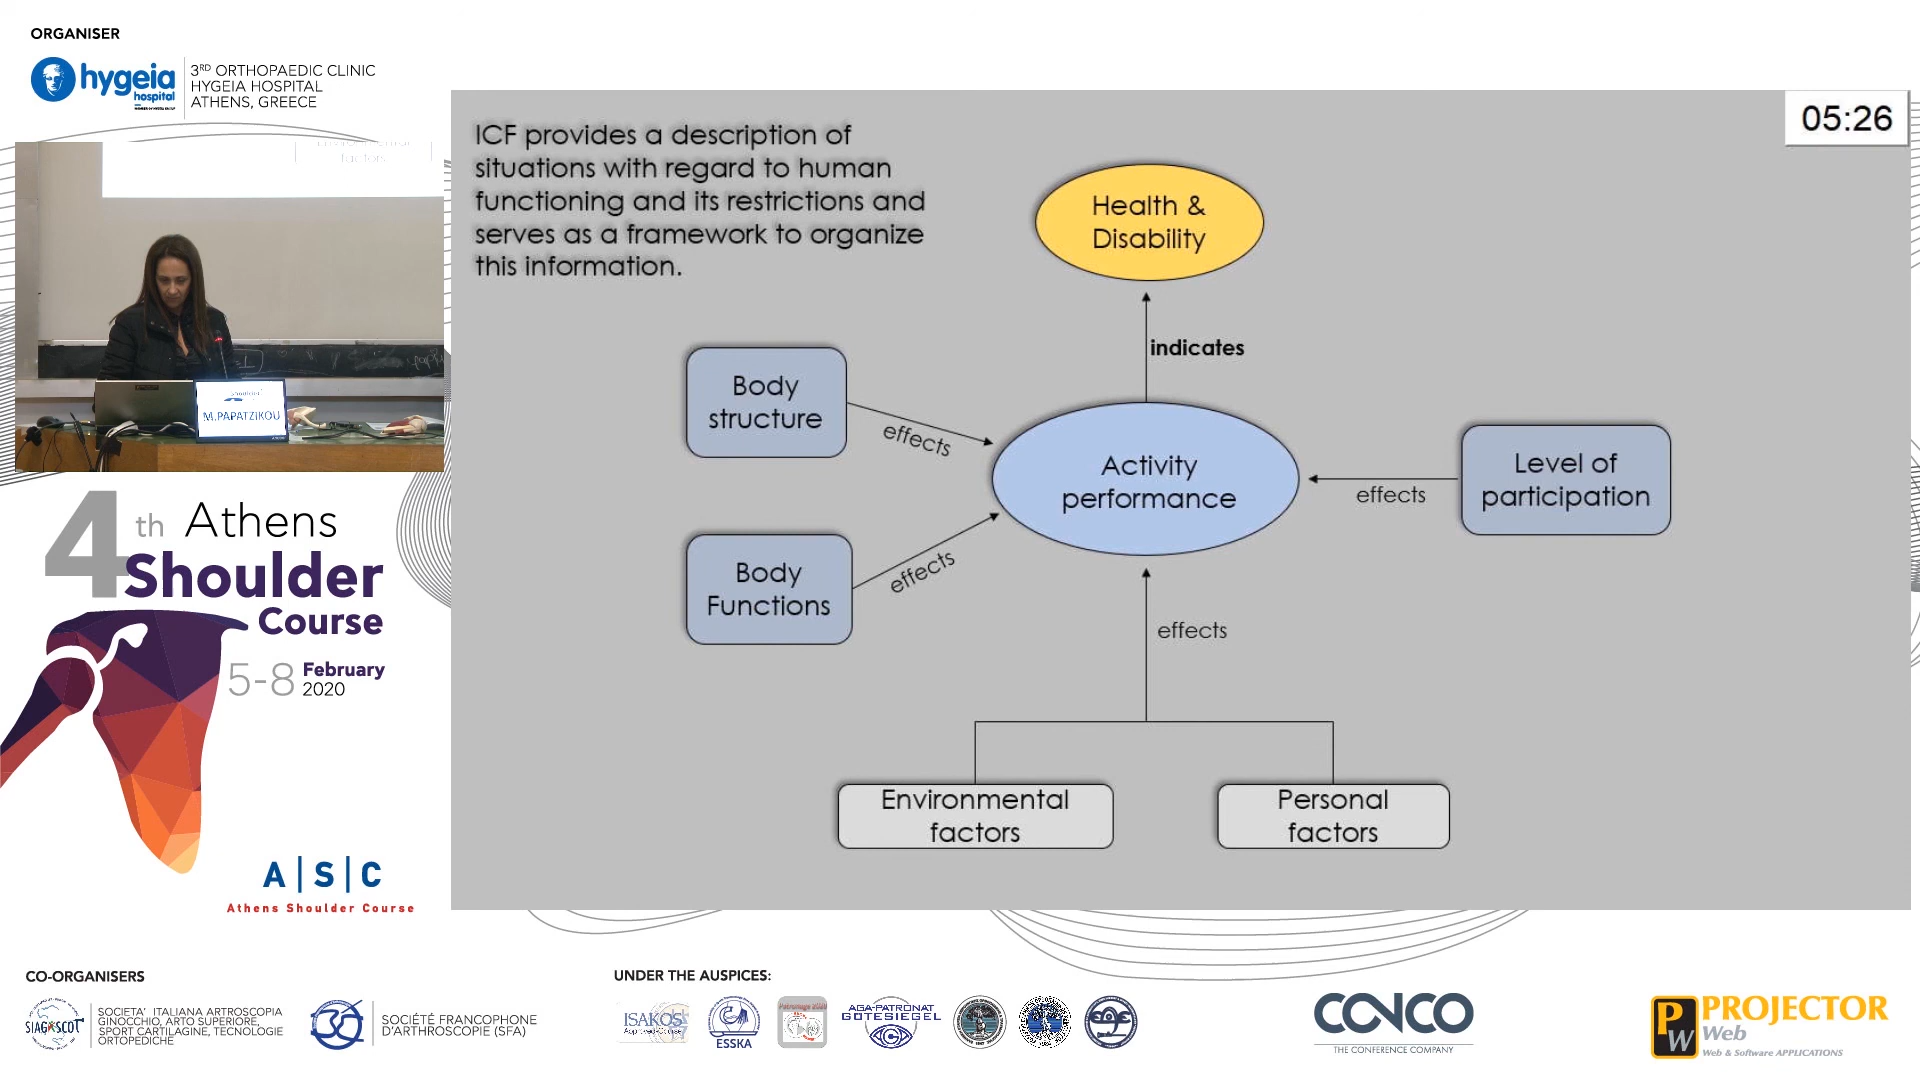 ORGANISER
hygeia
hospital
3RD ORTHOPAEDIC CLINIC
HYGEIA HOSPITAL
ATHENS, GREECE
factors
M.PAPATZIKOU
4th Athens
Shoulder
Course
5-8 February
2020
A|S|C
Athens Shoulder Course
05:26
ICF provides a description of
situations with regard to human
functioning and its restrictions and
serves as a framework to organize
this information.
Health &
Disability
indicates
Body
structure
effects
Activity
performance
Level of
participation
effects
Body
Functions
effects
effects
Environmental
factors
Personal
factors
CO-ORGANISERS
SIAGASCOT
SOCIETA' ITALIANA ARTROSCOPIA
GINOCCHIO, ARTO SUPERIORE,
SPORT CARTILAGINE, TECNOLOGIE
ORTOPEDICHE
SOCIÉTÉ FRANCOPHONE
D'ARTHROSCOPIE (SFA)
UNDER THE AUSPICES:
ISAKOS
ESSKA
AGA-PATRONAT
GÜTESIEGEL
CONCO
THE CONFERENCE COMPANY
PW
PROJECTOR
Web
Web & Software APPLICATIONS